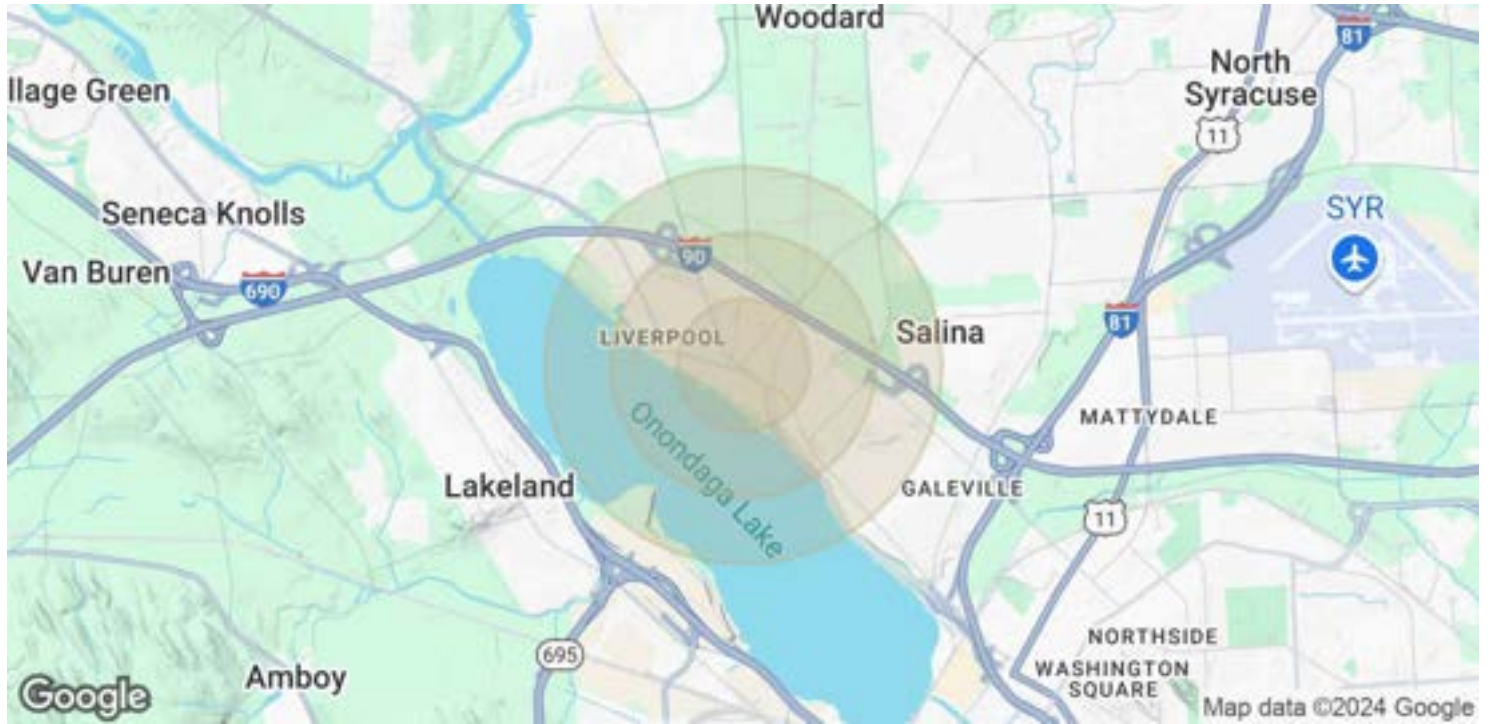 Woodard
81
North
Syracuse
llage Green
11
Seneca Knolls
SYR
Van Buren
90
690
81
LIVERPOOL
Salina
MATTYDALE
Onondaga Lake
Lakeland
GALEVILLE
11
NORTHSIDE
695
WASHINGTON
SQUARE
Amboy
Google
Map data ©2024 Google